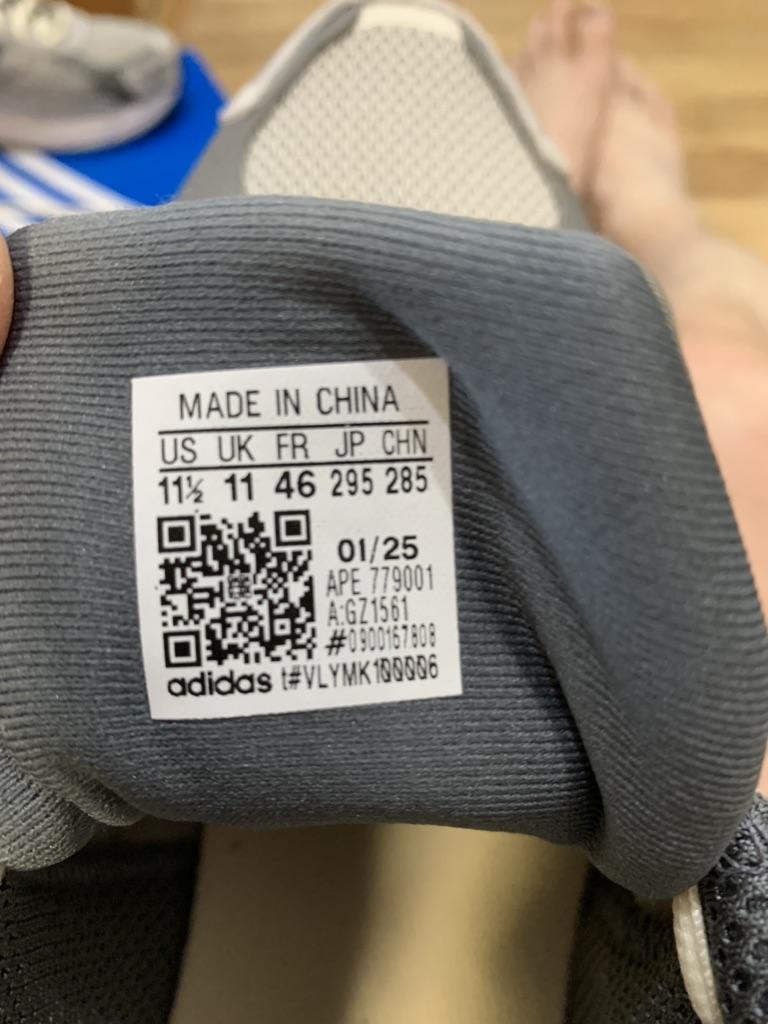 MADE IN CHINA
US UK FR JP CHN
11½ 11 46 295 285
01/25
APE 779001
A:GZ1561
#0900167808
adidas t#VLYMK100006